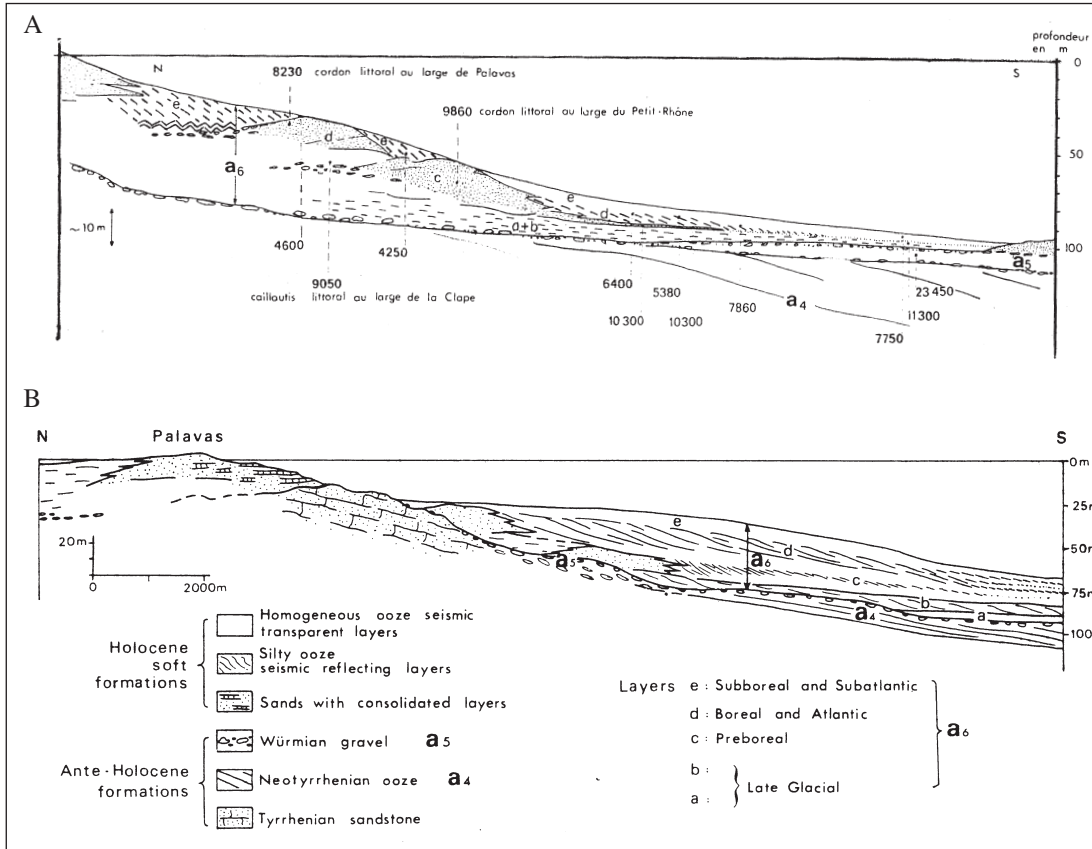 A
profondeur
en m
0
N
S
8230 cordon littoral au large de Palavas
9860 cordon littoral au large du Petit-Rhône
e
d
e
50
a6
c
e
d
~10 m
a+b
100
a5
4600
4250
9050
6400
a4
23 450
cailloutis littoral au large de la Clape
5380
7860
11300
10 300
10 300
7750
B
N
Palavas
S
0m
25m
e
20m
a5
d
a6
50m
c
75m
0
2000m
b
a4
a
100
Homogeneous ooze seismic
transparent layers
Holocene
soft
formations
Silty ooze
seismic reflecting layers
Sands with consolidated layers
Layers e : Subboreal and Subatlantic
d : Boreal and Atlantic
c : Preboreal
a6
b :
a :
Late Glacial
Ante-Holocene
formations
Würmian gravel a5
Neotyrrhenian ooze a4
Tyrrhenian sandstone